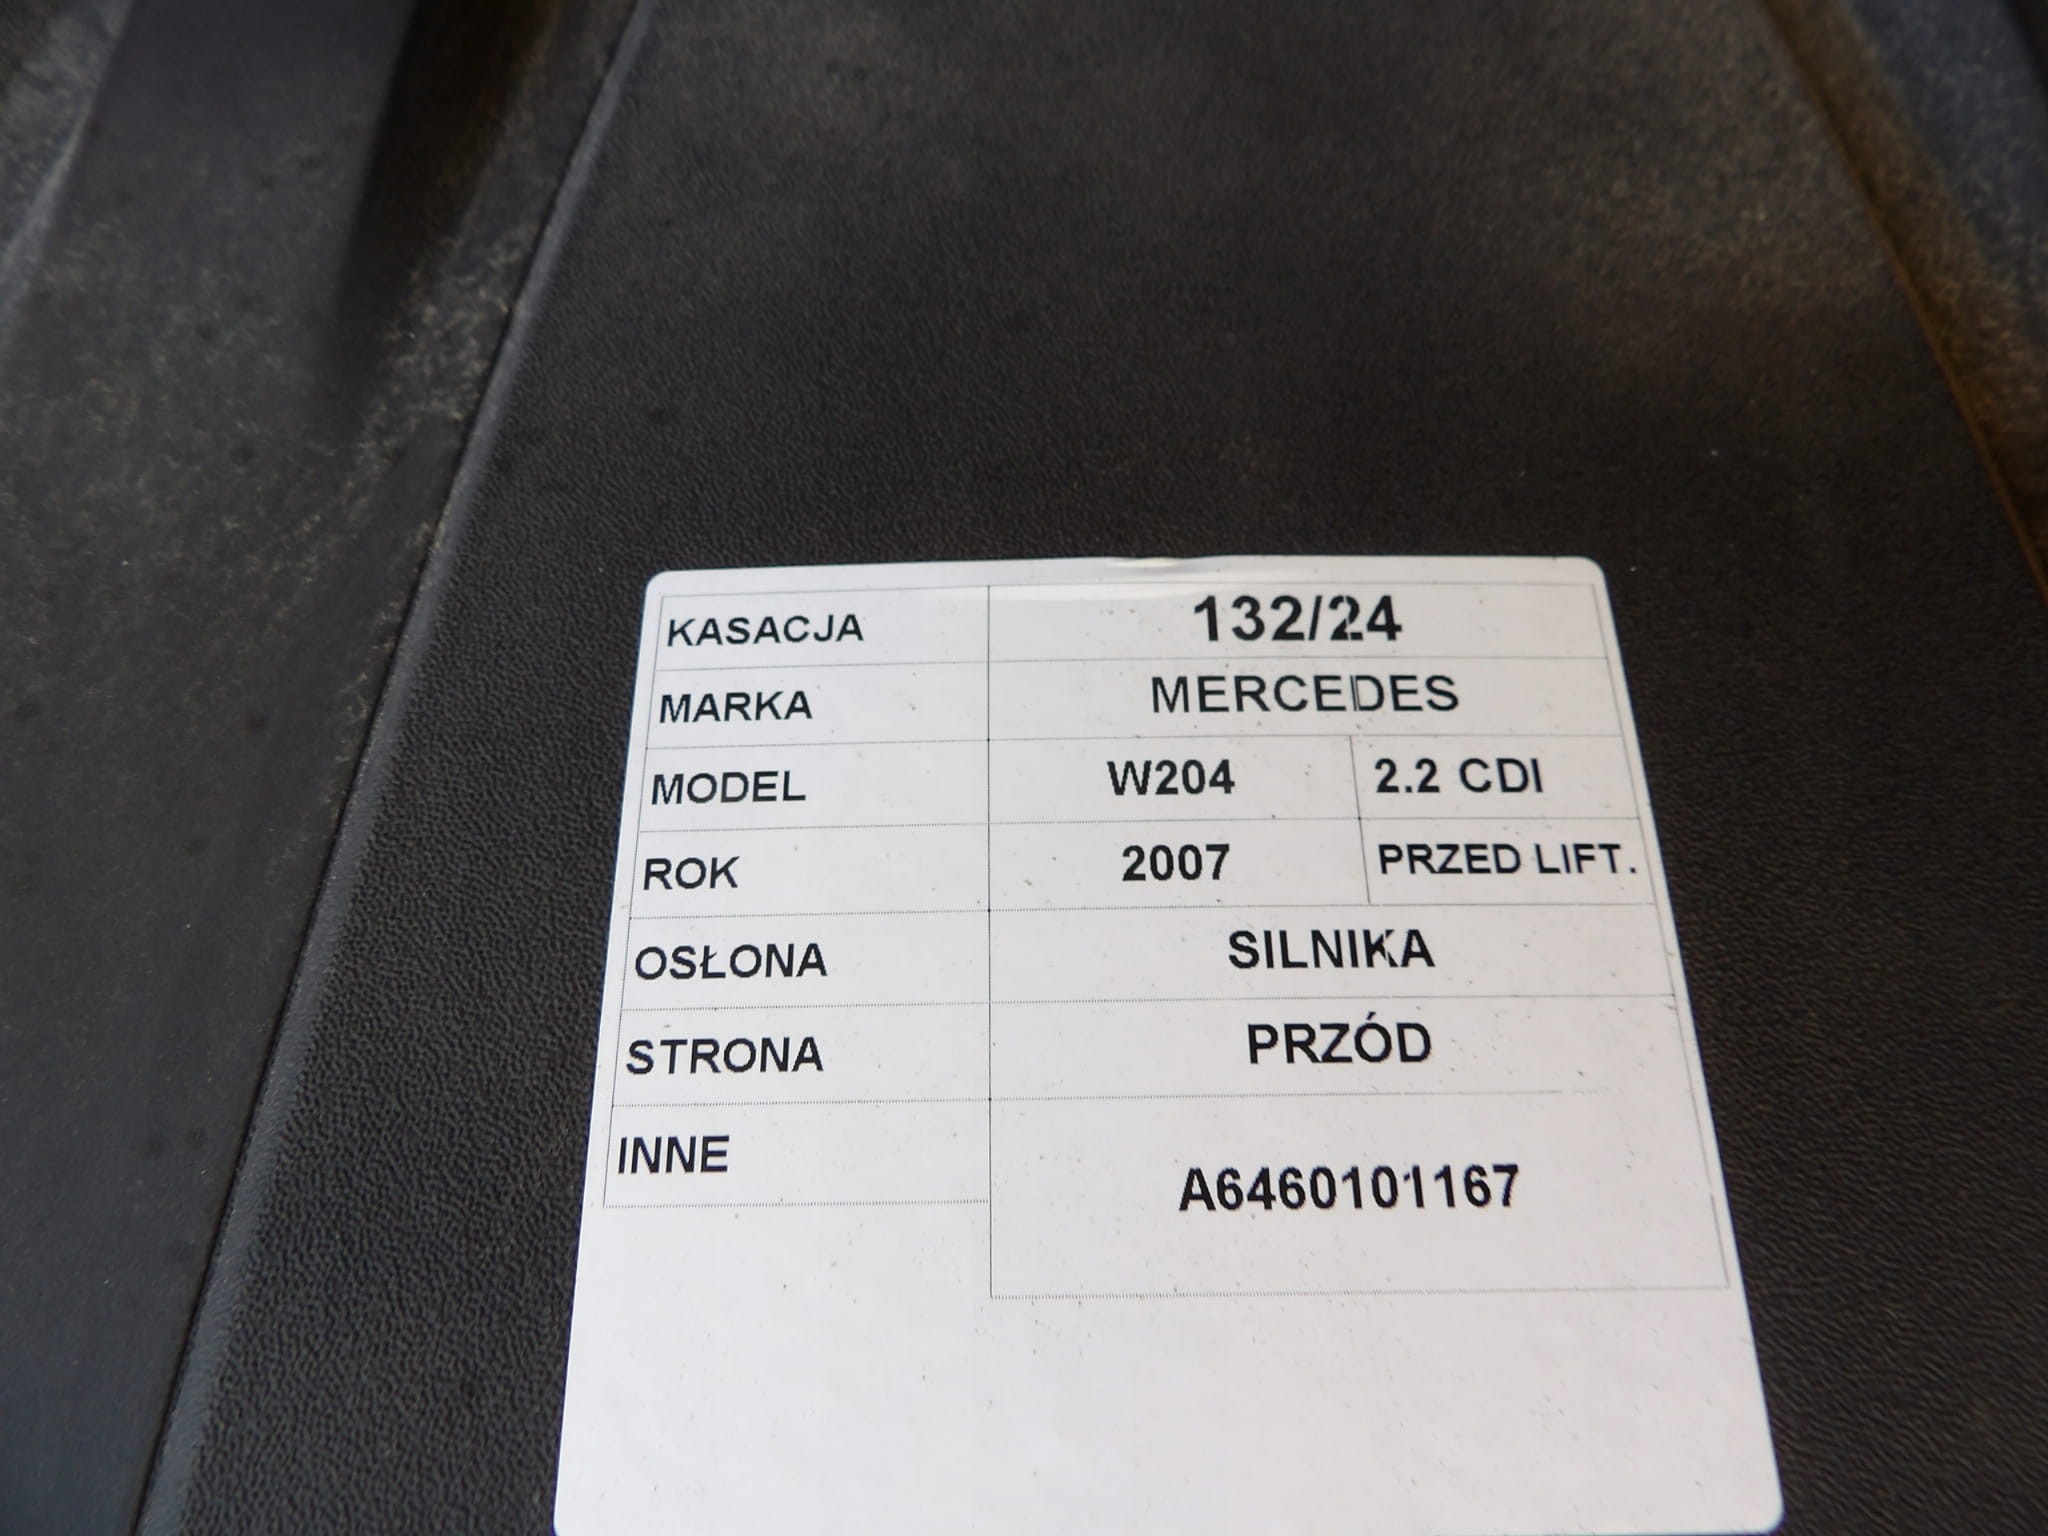 KASACJA 132/24
MARKA MERCEDES
MODEL W204 2.2 CDI
ROK 2007 PRZED LIFT.
OSŁONA SILNIKA
STRONA PRZÓD
INNE A6460101167